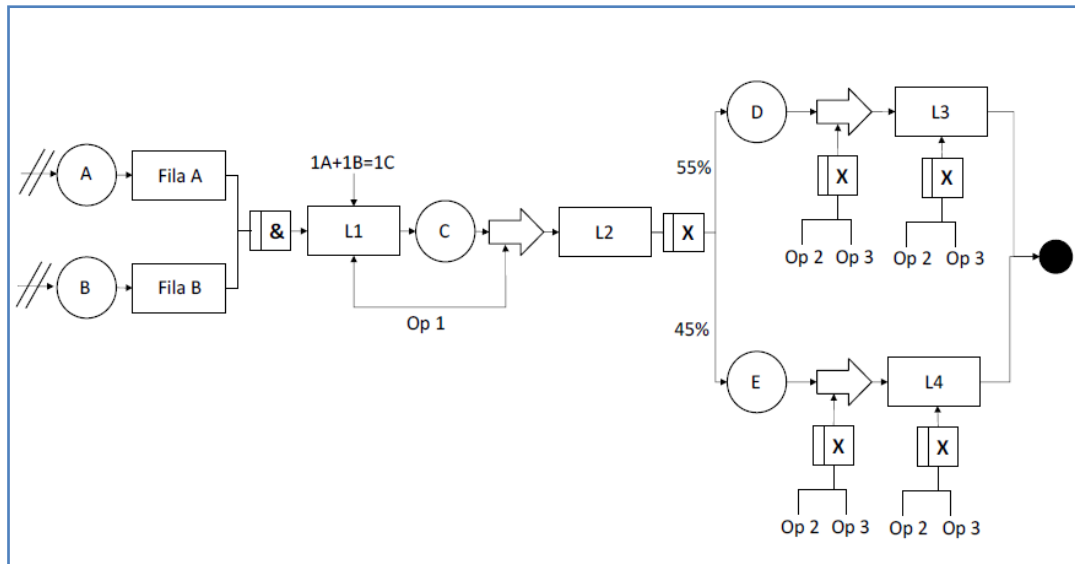 A
Fila A
B
Fila B
&
1A+1B=1C
L1
C
Op 1
L2
X
55%
45%
D
L3
X
X
Op 2 Op 3
Op 2 Op 3
E
L4
X
X
Op 2 Op 3
Op 2 Op 3